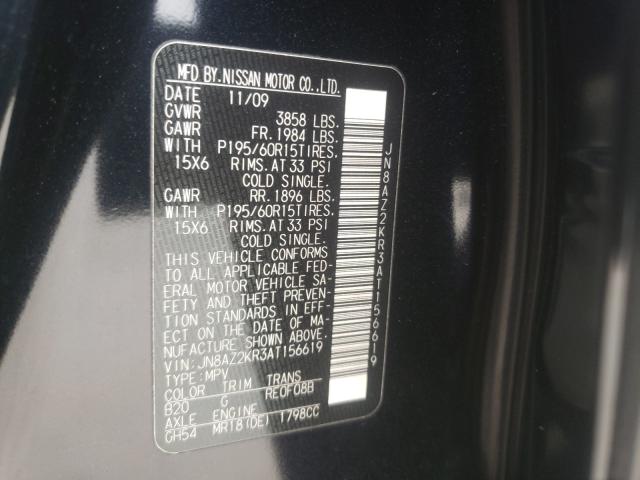 MFD BY. NISSAN MOTOR CO., LTD.
DATE 11/09
GVWR 3858 LBS.
GAWR FR. 1984 LBS.
WITH P195/60R15TIRES.
15X6 RIMS. AT 33 PSI
COLD SINGLE.
GAWR RR. 1896 LBS.
WITH P195/60R15TIRES.
15X6 RIMS. AT 33 PSI
COLD SINGLE.
THIS VEHICLE CONFORMS
TO ALL APPLICABLE FED-
ERAL MOTOR VEHICLE SA-
FETY AND THEFT PREVEN-
TION STANDARDS IN EFF-
ECT ON THE DATE OF MA-
NUFACTURE SHOWN ABOVE.
VIN: JN8AZ2KR3AT156619
TYPE: MPV
COLOR TRIM TRANS
B20 G RE0F08B
AXLE ENGINE
GH54 MR18(DE) 1798CC
JN8AZ2KR3AT156619